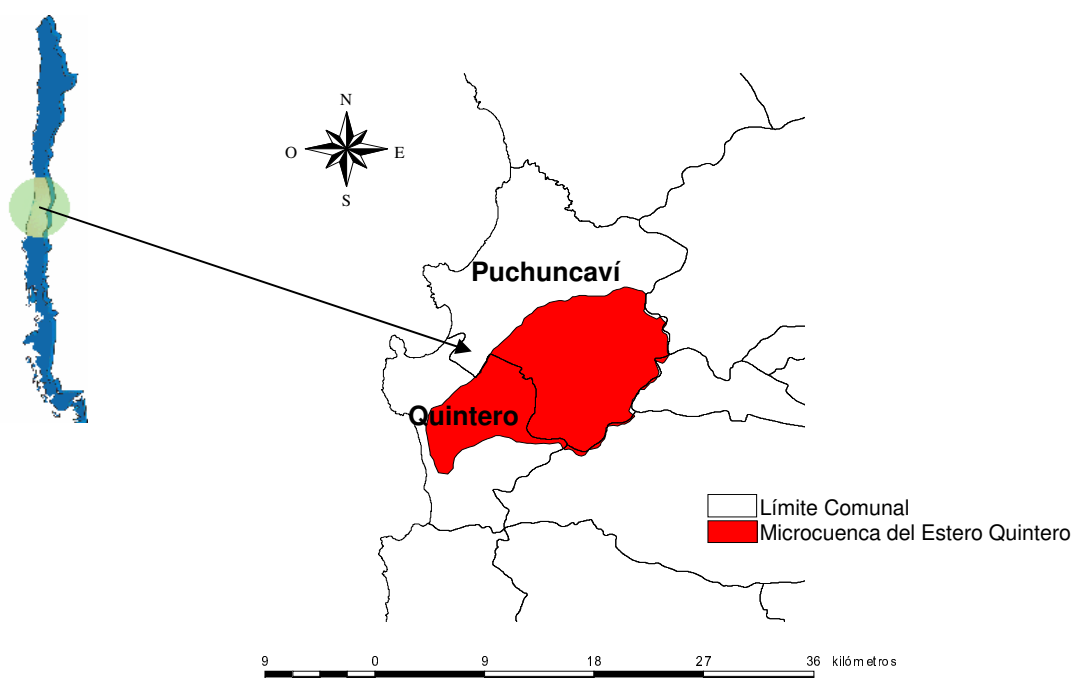 N
O
E
S
Puchuncaví
Quintero
Límite Comunal
Microcuenca del Estero Quintero
9 0 9 18 27 36 kilómetros